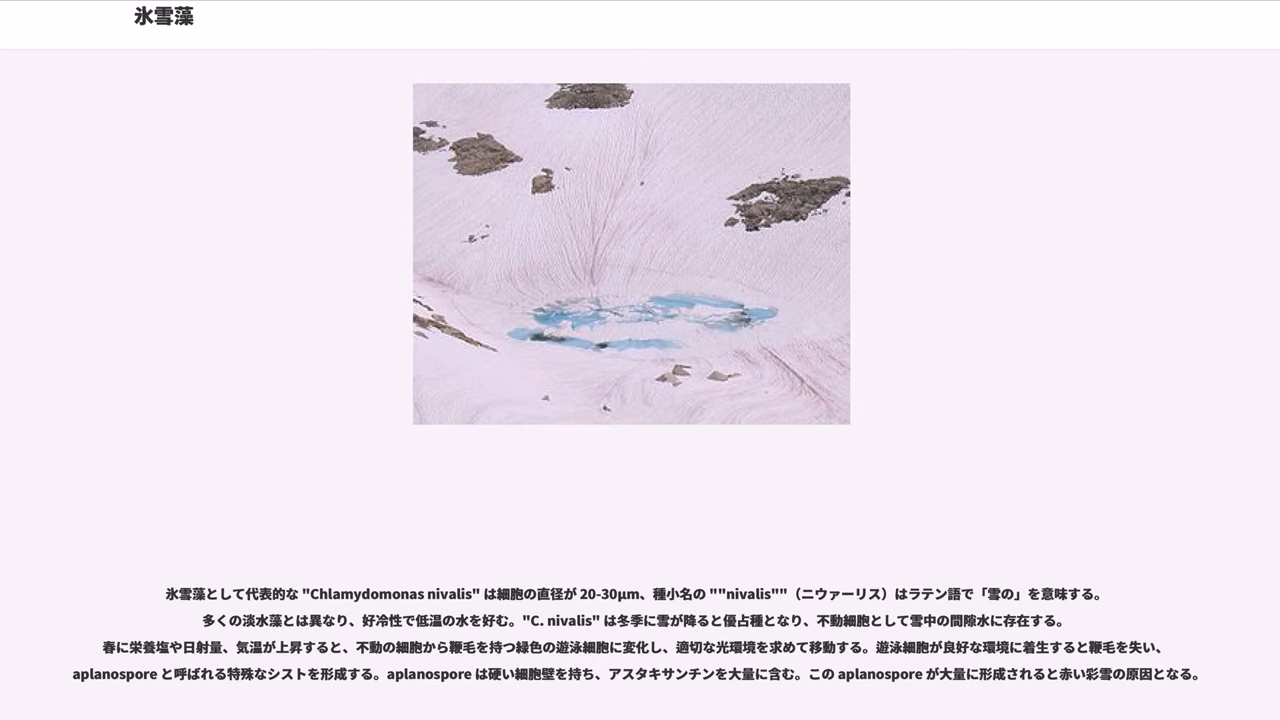 氷雪藻
氷雪藻として代表的な "Chlamydomonas nivalis" は細胞の直径が 20-30μm、種小名の ""nivalis""（ニヴァーリス）はラテン語で「雪の」を意味する。
多くの淡水藻とは異なり、好冷性で低温の水を好む。"C. nivalis" は冬季に雪が降ると優占種となり、不動細胞として雪中の間隙水に存在する。
春に栄養塩や日射量、気温が上昇すると、不動の細胞から鞭毛を持つ緑色の遊泳細胞に変化し、適切な光環境を求めて移動する。遊泳細胞が良好な環境に着生すると鞭毛を失い、
aplanospore と呼ばれる特殊なシストを形成する。aplanospore は硬い細胞壁を持ち、アスタキサンチンを大量に含む。この aplanospore が大量に形成されると赤い彩雪の原因となる。